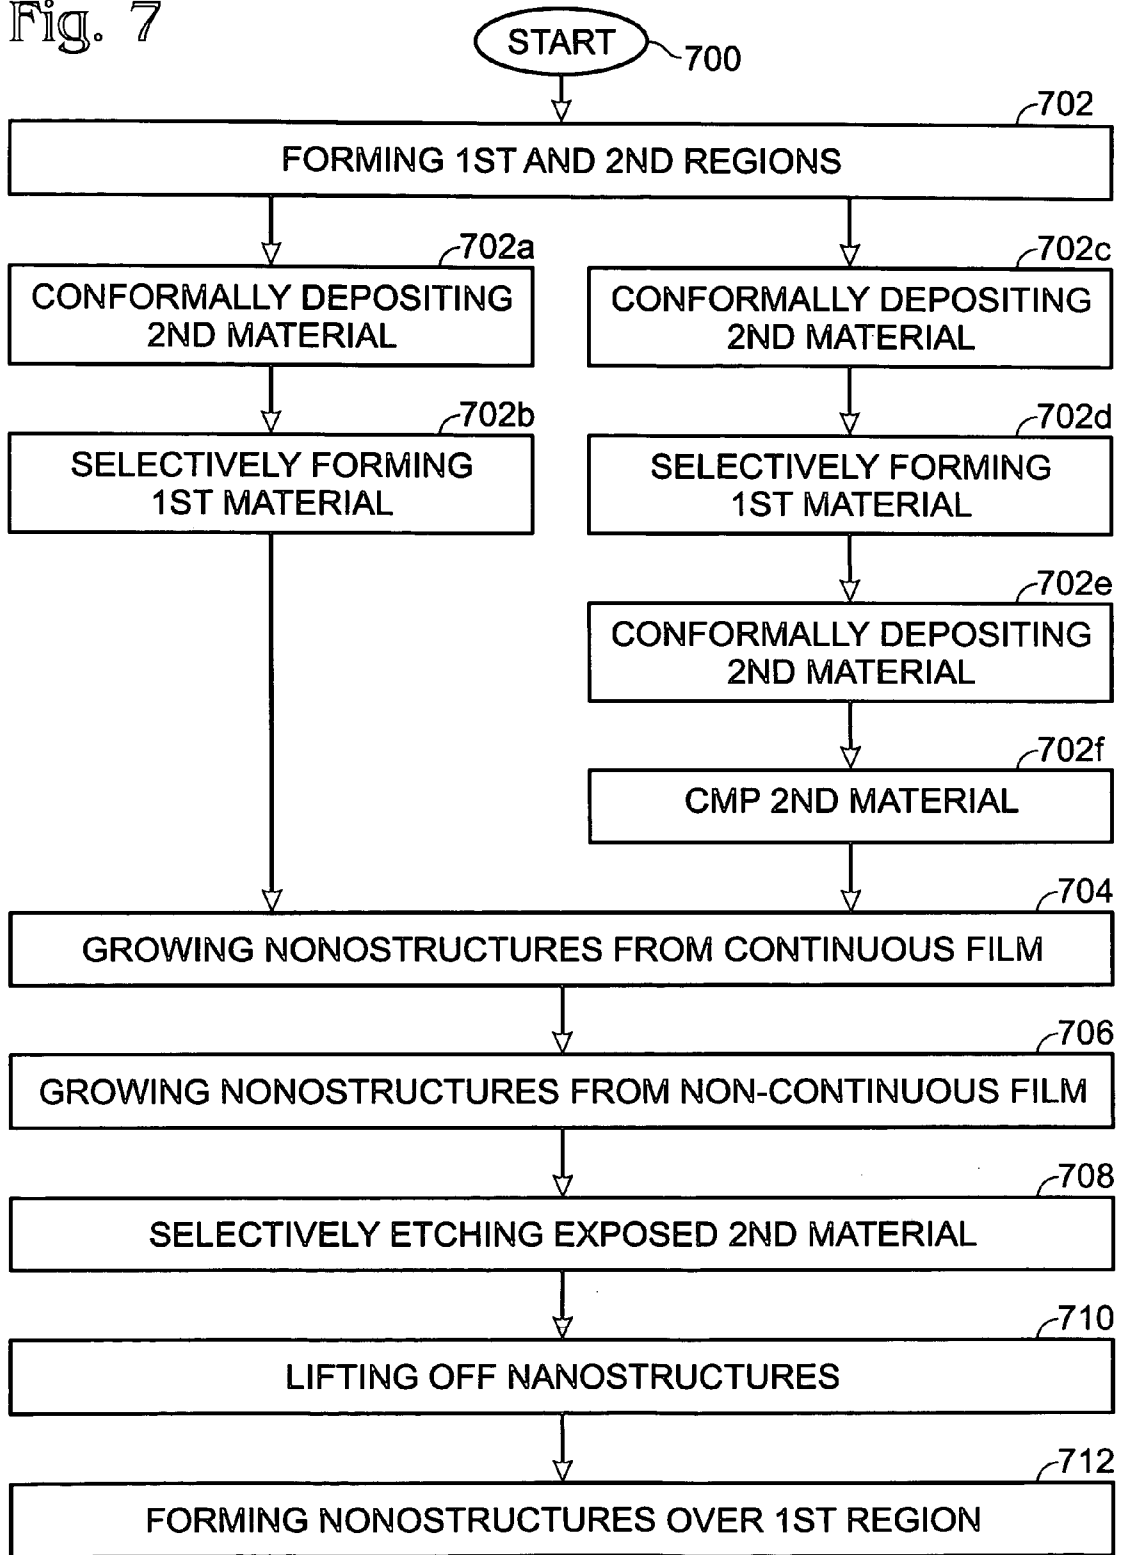 Fig. 7
START
700
702
FORMING 1ST AND 2ND REGIONS
702a
CONFORMALLY DEPOSITING
2ND MATERIAL
702b
SELECTIVELY FORMING
1ST MATERIAL
702c
CONFORMALLY DEPOSITING
2ND MATERIAL
702d
SELECTIVELY FORMING
1ST MATERIAL
702e
CONFORMALLY DEPOSITING
2ND MATERIAL
702f
CMP 2ND MATERIAL
704
GROWING NONOSTRUCTURES FROM CONTINUOUS FILM
706
GROWING NONOSTRUCTURES FROM NON-CONTINUOUS FILM
708
SELECTIVELY ETCHING EXPOSED 2ND MATERIAL
710
LIFTING OFF NANOSTRUCTURES
712
FORMING NONOSTRUCTURES OVER 1ST REGION